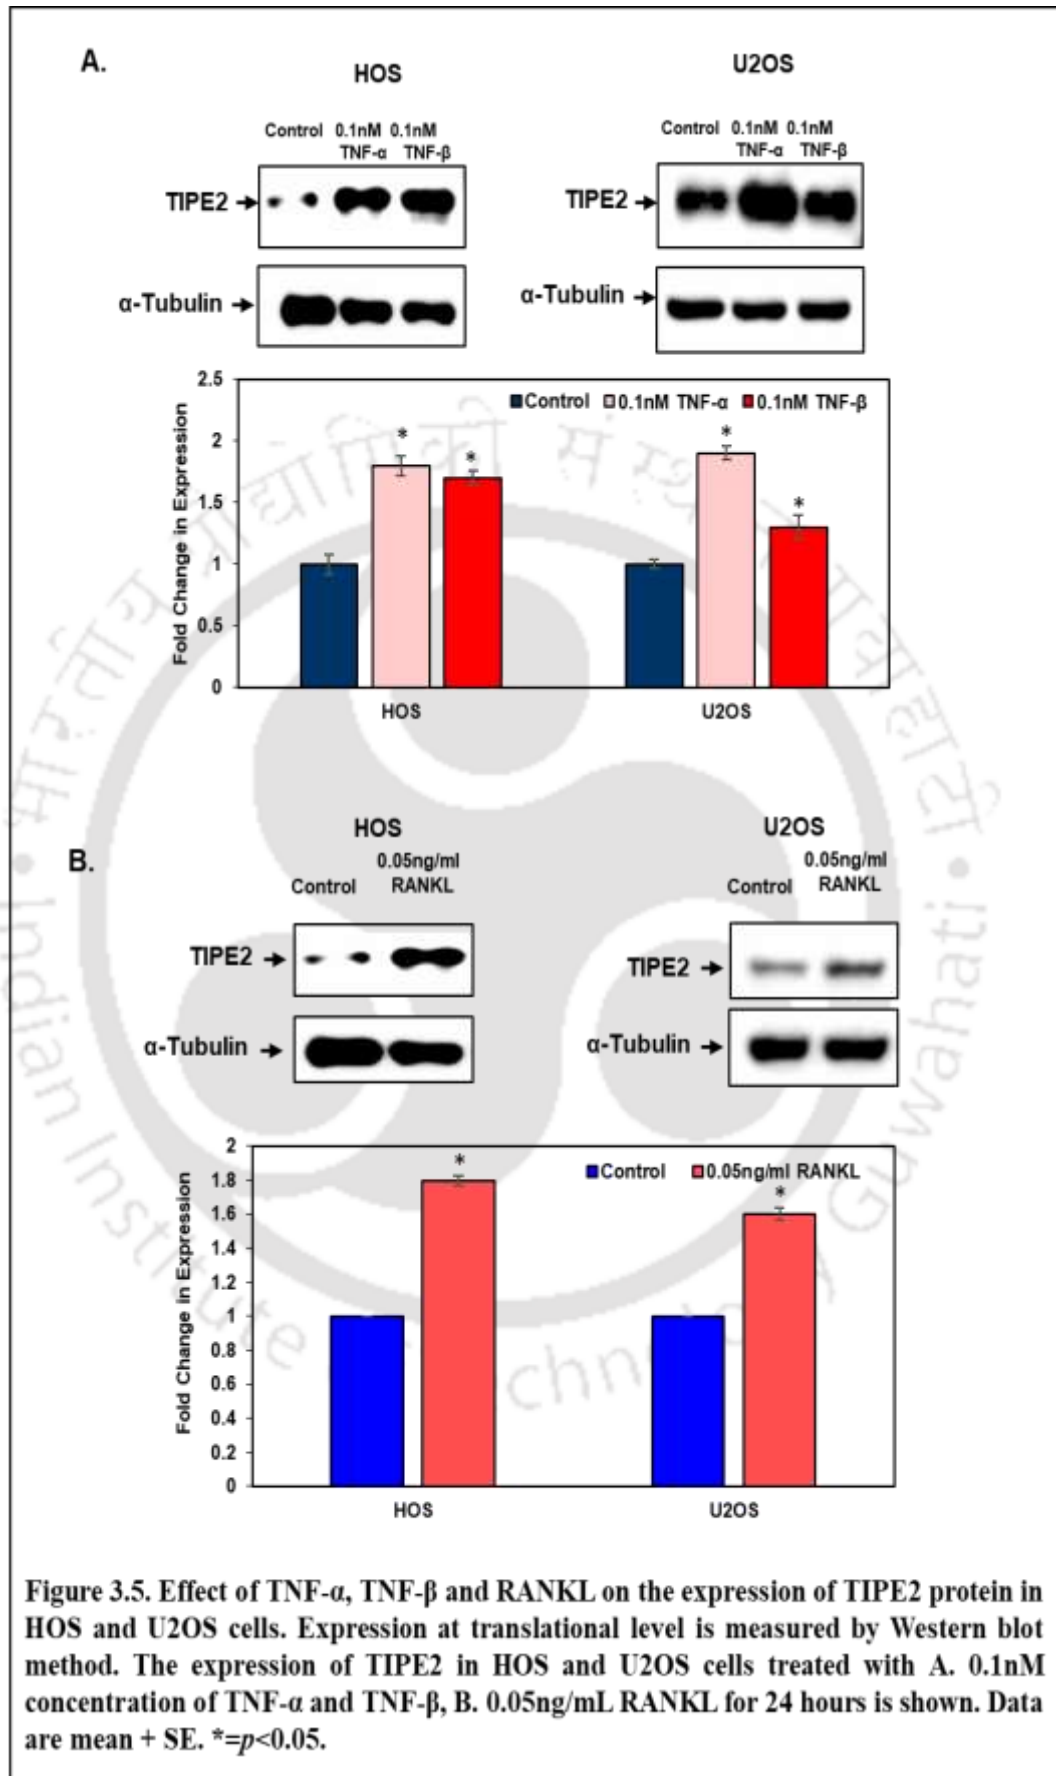 A.
HOS
U2OS
Control 0.1nM 0.1nM
TNF-α TNF-β
Control 0.1nM 0.1nM
TNF-α TNF-β
TIPE2
TIPE2
α-Tubulin
α-Tubulin
2.5
2
1.5
1
0.5
0
Fold Change in Expression
Control 0.1nM TNF-α 0.1nM TNF-β
*
*
*
*
HOS
U2OS
B.
HOS
U2OS
Control 0.05ng/ml
RANKL
Control 0.05ng/ml
RANKL
TIPE2
TIPE2
α-Tubulin
α-Tubulin
2
1.8
1.6
1.4
1.2
1
0.8
0.6
0.4
0.2
0
Fold Change in Expression
Control 0.05ng/ml RANKL
*
*
HOS
U2OS
Indian Institute
Guwahati
Figure 3.5. Effect of TNF-α, TNF-β and RANKL on the expression of TIPE2 protein in
HOS and U2OS cells. Expression at translational level is measured by Western blot
method. The expression of TIPE2 in HOS and U2OS cells treated with A. 0.1nM
concentration of TNF-α and TNF-β, B. 0.05ng/mL RANKL for 24 hours is shown. Data
are mean + SE. *=p<0.05.